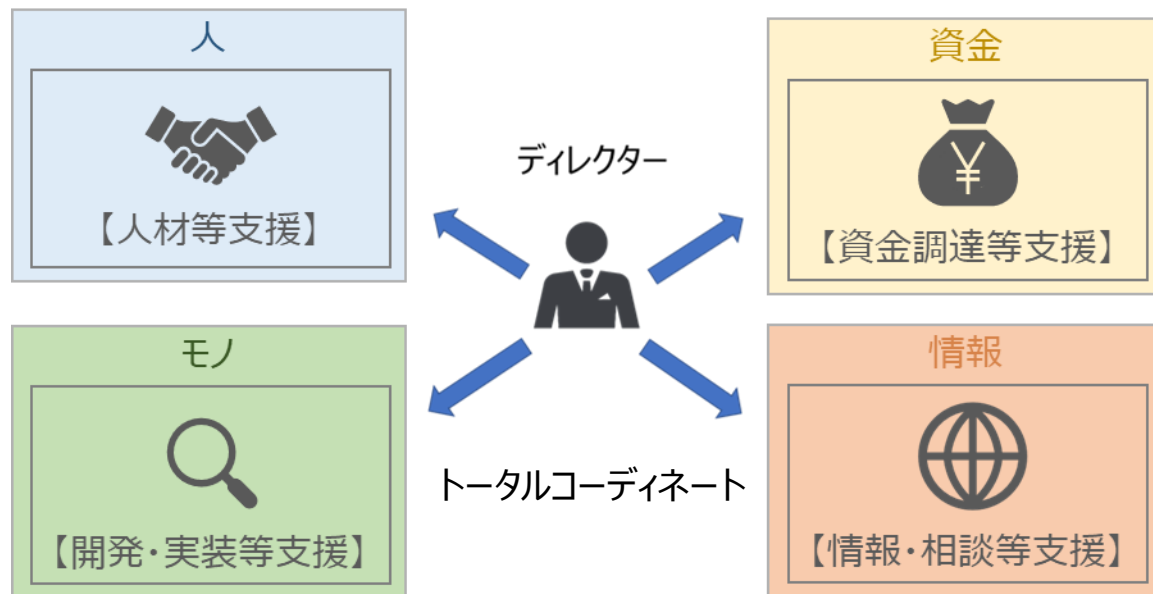 人
【人材等支援】
資金
¥
【資金調達等支援】
ディレクター
モノ
【開発・実装等支援】
トータルコーディネート
情報
【情報・相談等支援】